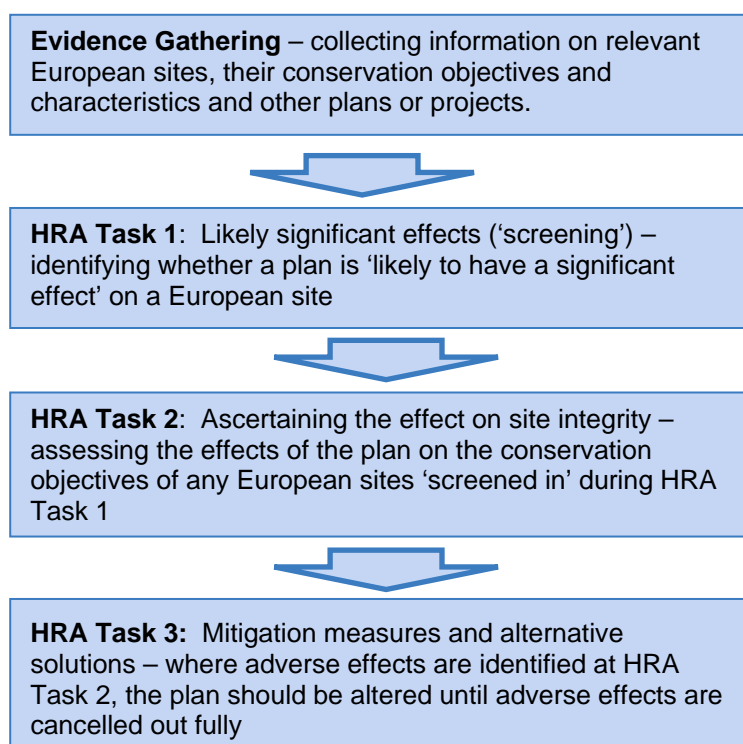 Evidence Gathering – collecting information on relevant
European sites, their conservation objectives and
characteristics and other plans or projects.
HRA Task 1:  Likely significant effects (‘screening’) –
identifying whether a plan is ‘likely to have a significant
effect’ on a European site
HRA Task 2:  Ascertaining the effect on site integrity –
assessing the effects of the plan on the conservation
objectives of any European sites ‘screened in’ during HRA
Task 1
HRA Task 3:  Mitigation measures and alternative
solutions – where adverse effects are identified at HRA
Task 2, the plan should be altered until adverse effects are
cancelled out fully